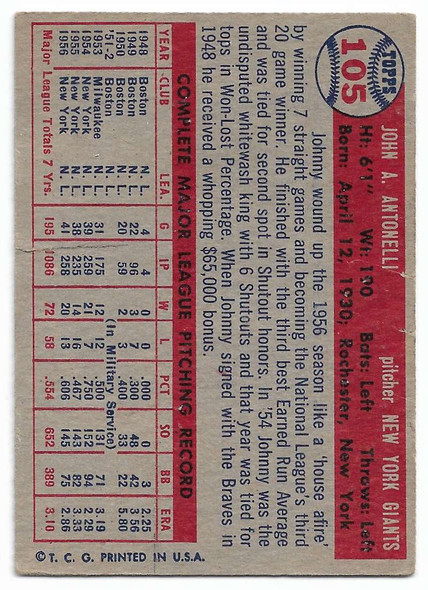 TOPPS
105
JOHN A. ANTONELLI pitcher NEW YORK GIANTS
Ht: 6'1" Wt: 190 Bats: Left Throws: Left
Born: April 12, 1930; Rochester, New York
Johnny wound up the 1956 season like a 'house afire'
by winning 7 straight games and becoming the National League's third
20 game winner. He finished with the third best Earned Run Average
and was tied for second spot in Shutout honors. In '54 Johnny was the
undisputed whitewash king with 6 Shutouts and that year was tied for
tops in Won-Lost Percentage. When Johnny signed with the Braves in
1948 he received a whopping $65,000 bonus.
COMPLETE MAJOR LEAGUE PITCHING RECORD
YEAR CLUB LEA. G IP W L PCT SO BB ERA
1948 Boston N. L. 4 4 0 0 .000 0 3 2.25
1949 Boston N. L. 22 96 3 7 .300 48 42 3.56
1950 Boston N. L. 20 59 2 3 .400 33 22 5.80
1951-2 (In Military Service)
1953 Milwaukee N. L. 31 175 12 12 .500 131 71 3.19
1954 New York N. L. 39 259 21 7 .750 152 94 2.29
1955 New York N. L. 38 235 14 16 .467 143 82 3.34
1956 New York N. L. 41 258 20 13 .606 145 75 2.86
Major League Totals 7 Yrs. 195 1086 72 58 .554 652 389 3.10
© T. C. G. PRINTED IN U.S.A.